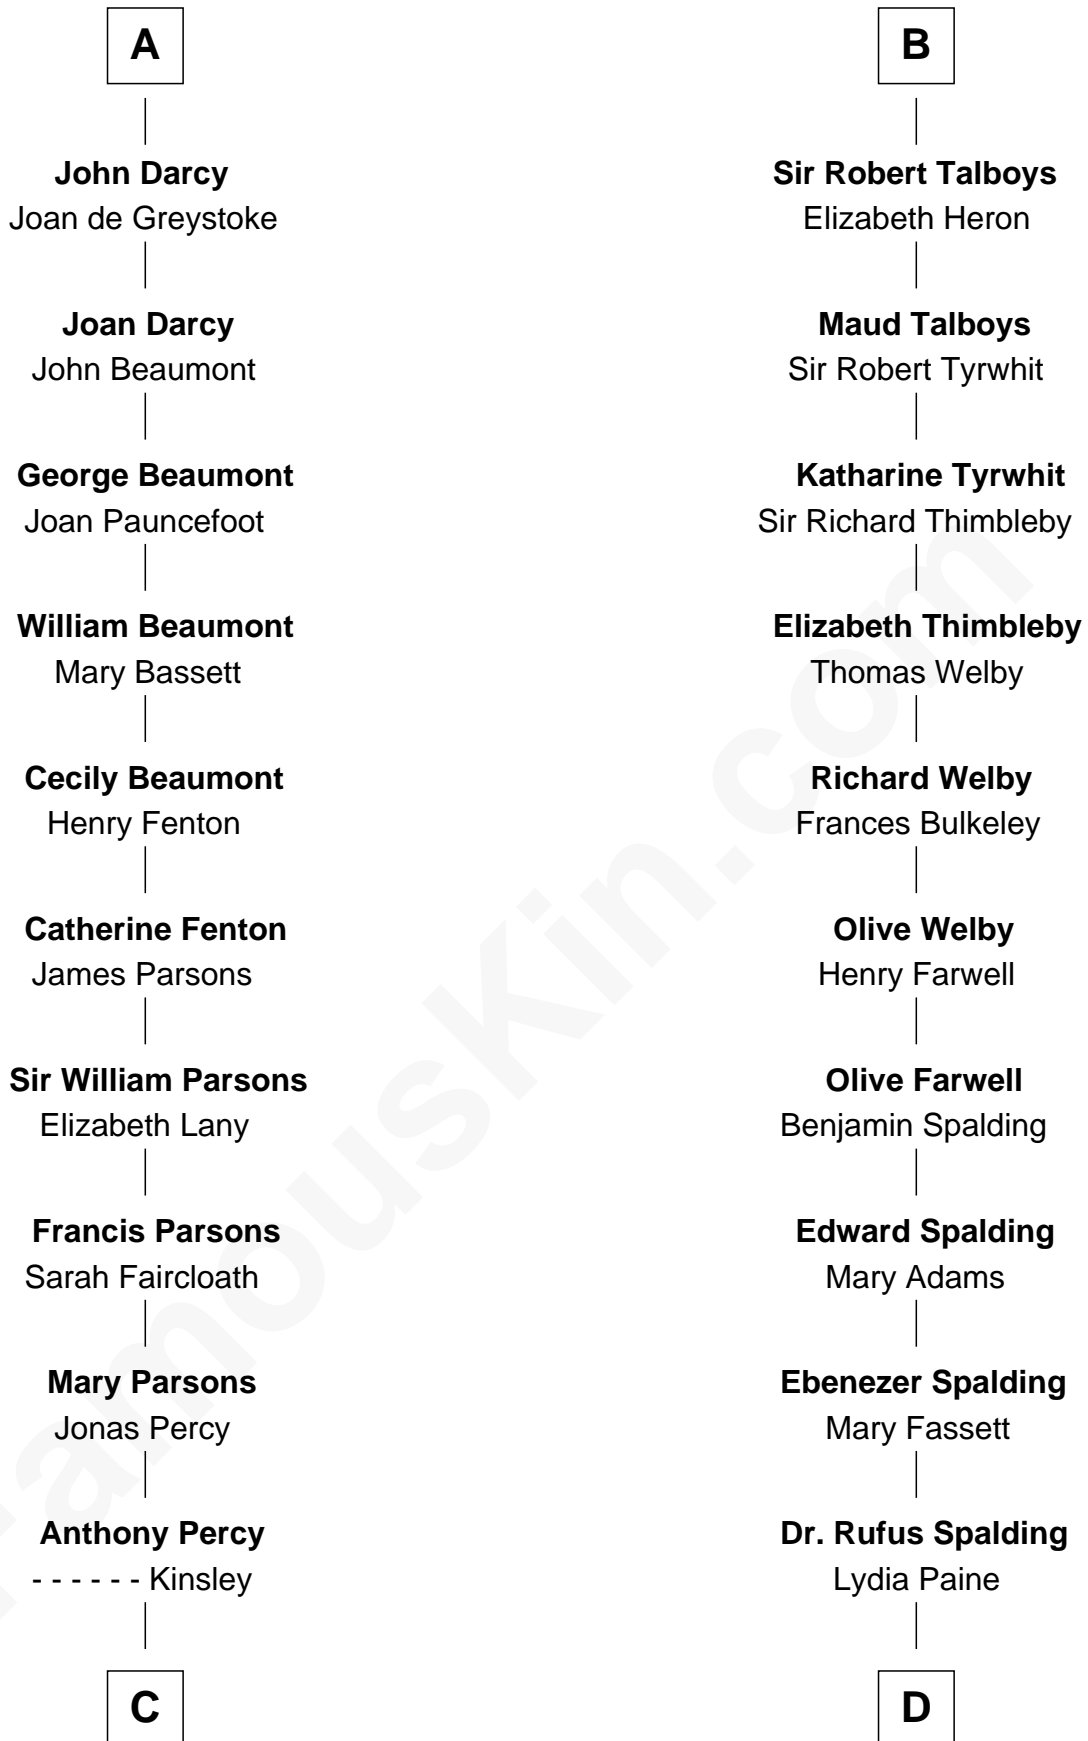 A
John Darcy
Joan de Greystoke
Joan Darcy
John Beaumont
George Beaumont
Joan Pauncefoot
William Beaumont
Mary Bassett
Cecily Beaumont
Henry Fenton
Catherine Fenton
James Parsons
Sir William Parsons
Elizabeth Lany
Francis Parsons
Sarah Faircloath
Mary Parsons
Jonas Percy
Anthony Percy
- - - - - - Kinsley
C
B
Sir Robert Talboys
Elizabeth Heron
Maud Talboys
Sir Robert Tyrwhit
Katharine Tyrwhit
Sir Richard Thimbleby
Elizabeth Thimbleby
Thomas Welby
Richard Welby
Frances Bulkeley
Olive Welby
Henry Farwell
Olive Farwell
Benjamin Spalding
Edward Spalding
Mary Adams
Ebenezer Spalding
Mary Fassett
Dr. Rufus Spalding
Lydia Paine
D
FamousKin.com